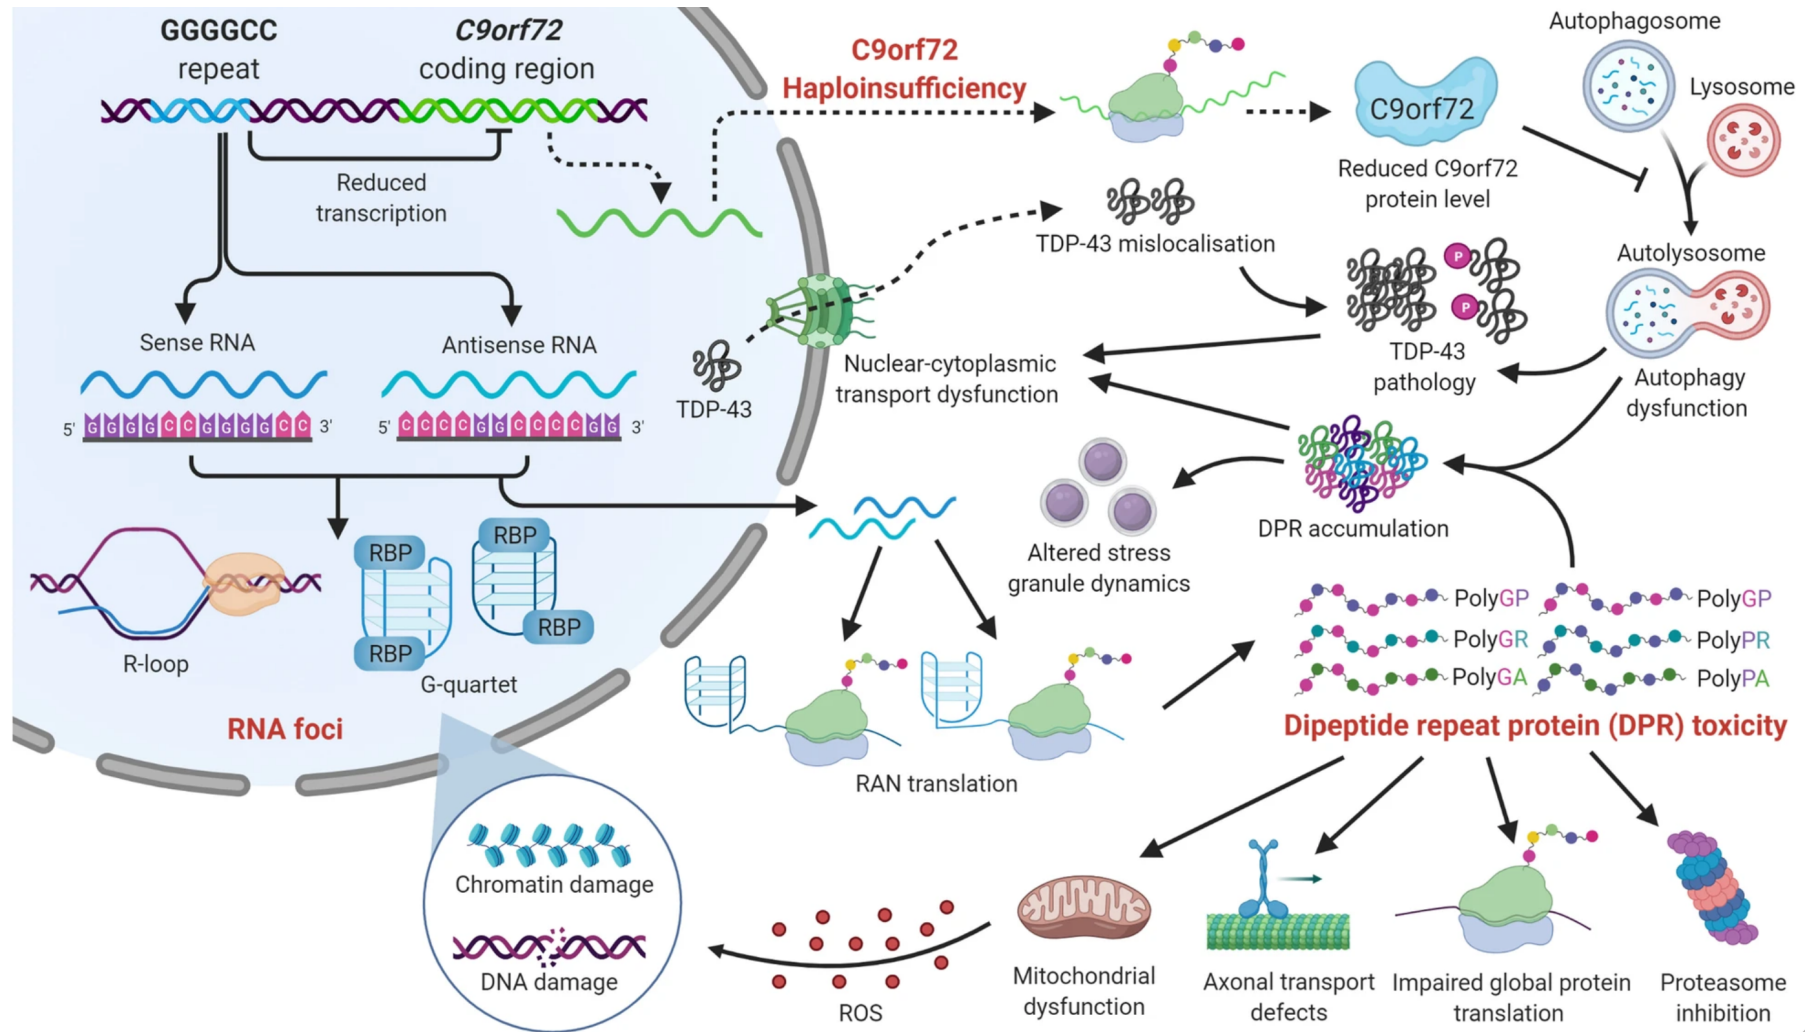 GGGGCC
repeat
C9orf72
coding region
Reduced
transcription
Sense RNA
Antisense RNA
5' G G G G C C G G G G C C 3'
5' C C C C G G C C C C G G 3'
TDP-43
R-loop
RBP
RBP
RBP
RBP
G-quartet
RNA foci
Chromatin damage
DNA damage
C9orf72
Haploinsufficiency
C9orf72
Reduced C9orf72
protein level
Autophagosome
Lysosome
Autolysosome
Autophagy
dysfunction
TDP-43 mislocalisation
P
P
TDP-43
pathology
Nuclear-cytoplasmic
transport dysfunction
Altered stress
granule dynamics
DPR accumulation
RAN translation
PolyGP
PolyGP
PolyGR
PolyPR
PolyGA
PolyPA
Dipeptide repeat protein (DPR) toxicity
ROS
Mitochondrial
dysfunction
Axonal transport
defects
Impaired global protein
translation
Proteasome
inhibition